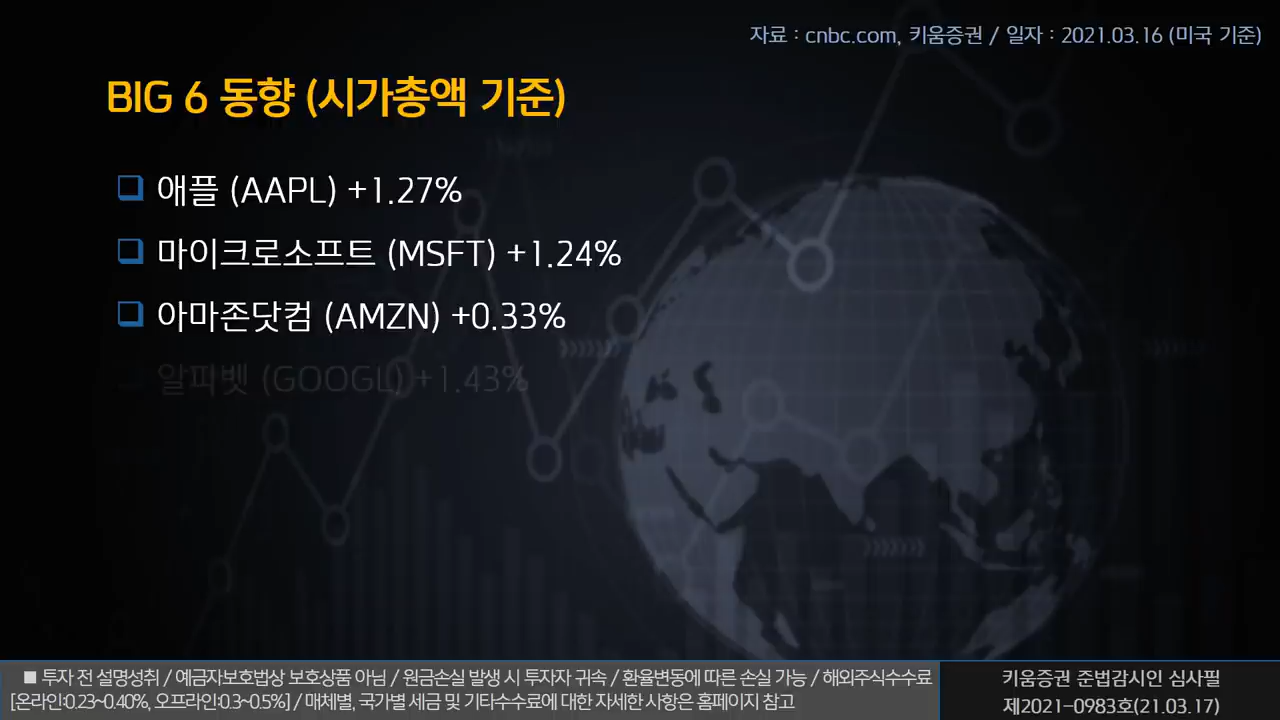 자료 : cnbc.com, 키움증권 / 일자 : 2021.03.16 (미국 기준)
BIG 6 동향 (시가총액 기준)
애플 (AAPL) +1.27%
마이크로소프트 (MSFT) +1.24%
아마존닷컴 (AMZN) +0.33%
알파벳 (GOOGL) +1.43%
■ 투자 전 설명청취 / 예금자보호법상 보호상품 아님 / 원금손실 발생 시 투자자 귀속 / 환율변동에 따른 손실 가능 / 해외주식수수료
[온라인:0.23~0.40%, 오프라인:0.3~0.5%] / 매체별, 국가별 세금 및 기타수수료에 대한 자세한 사항은 홈페이지 참고
키움증권 준법감시인 심사필
제2021-0983호(21.03.17)